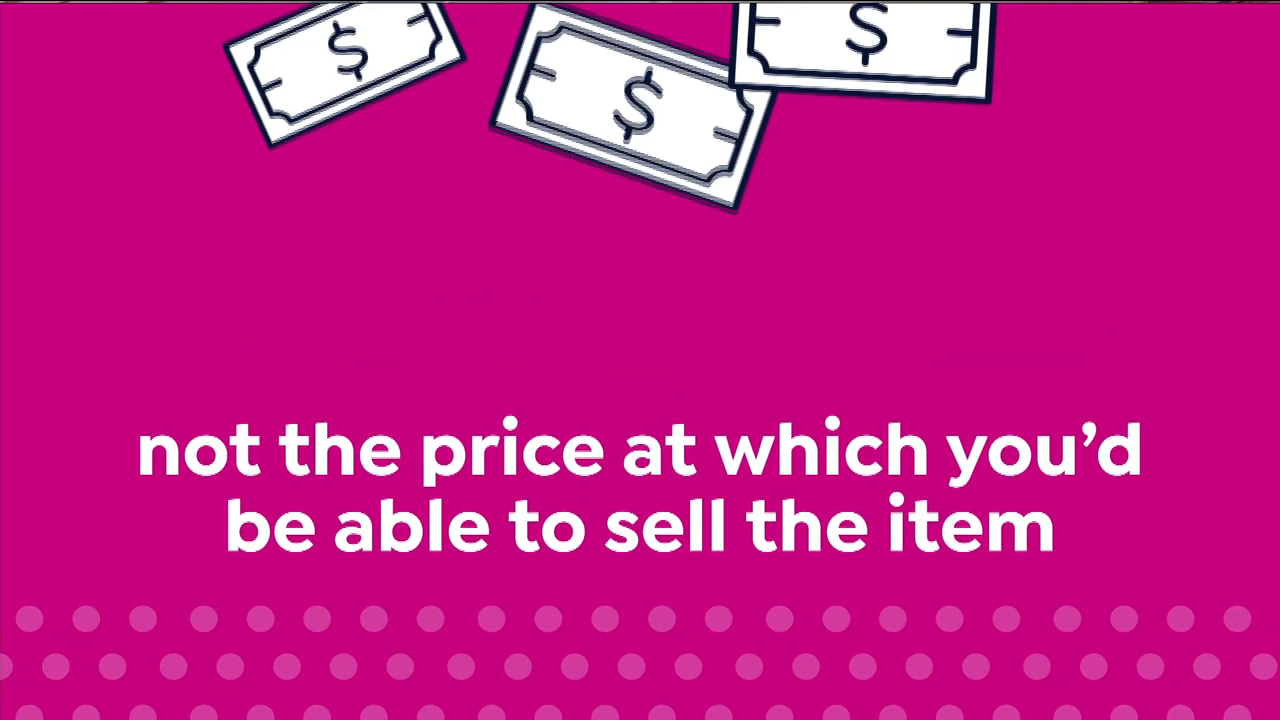 $
$
$
not the price at which you’d
be able to sell the item